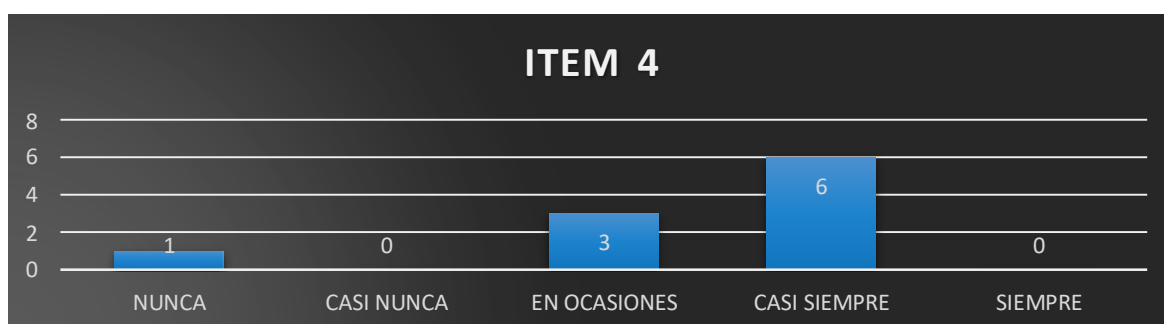 ITEM 4
8
6
4
2
0
1
0
3
6
0
NUNCA
CASI NUNCA
EN OCASIONES
CASI SIEMPRE
SIEMPRE